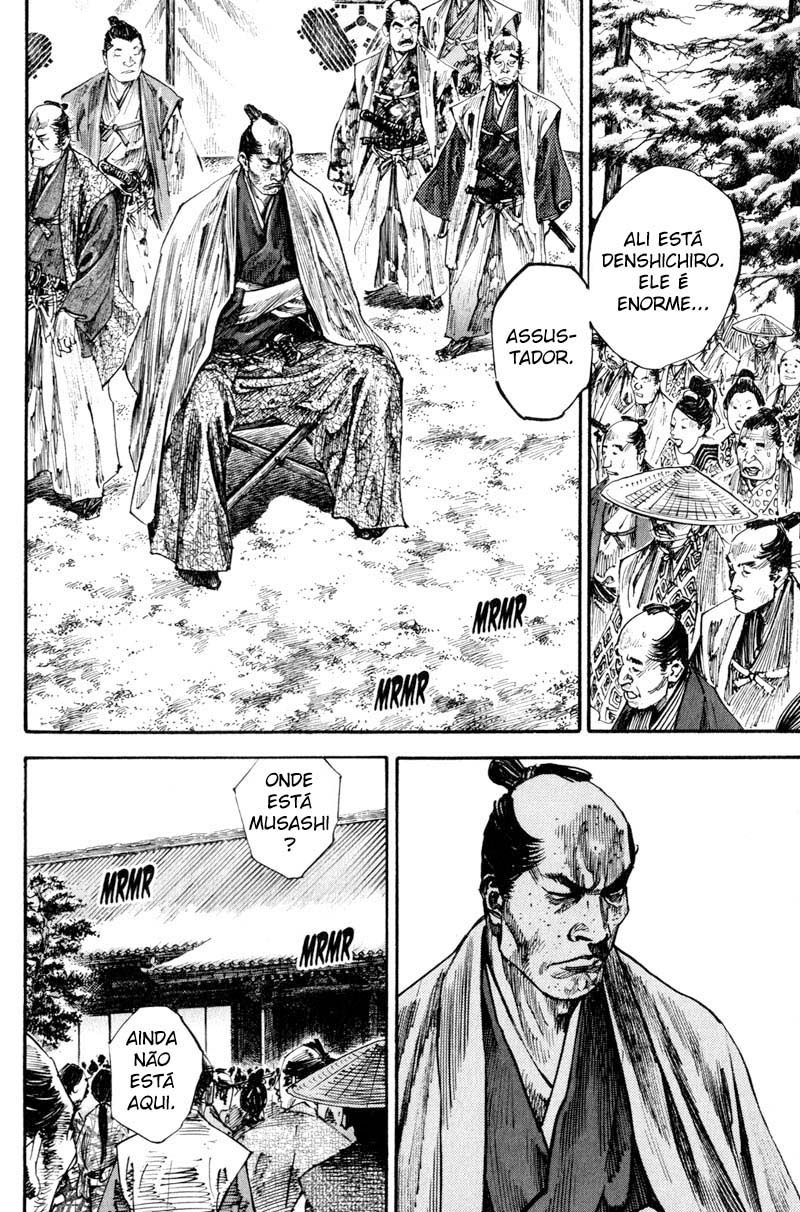 ALI ESTÁ
DENSHICHIRO.
ELE É
ENORME...
ASSUS-
TADOR.
MRMR
MRMR
ONDE
ESTÁ
MUSASHI
?
MRMR
MRMR
AINDA
NÃO
ESTÁ
AQUI.